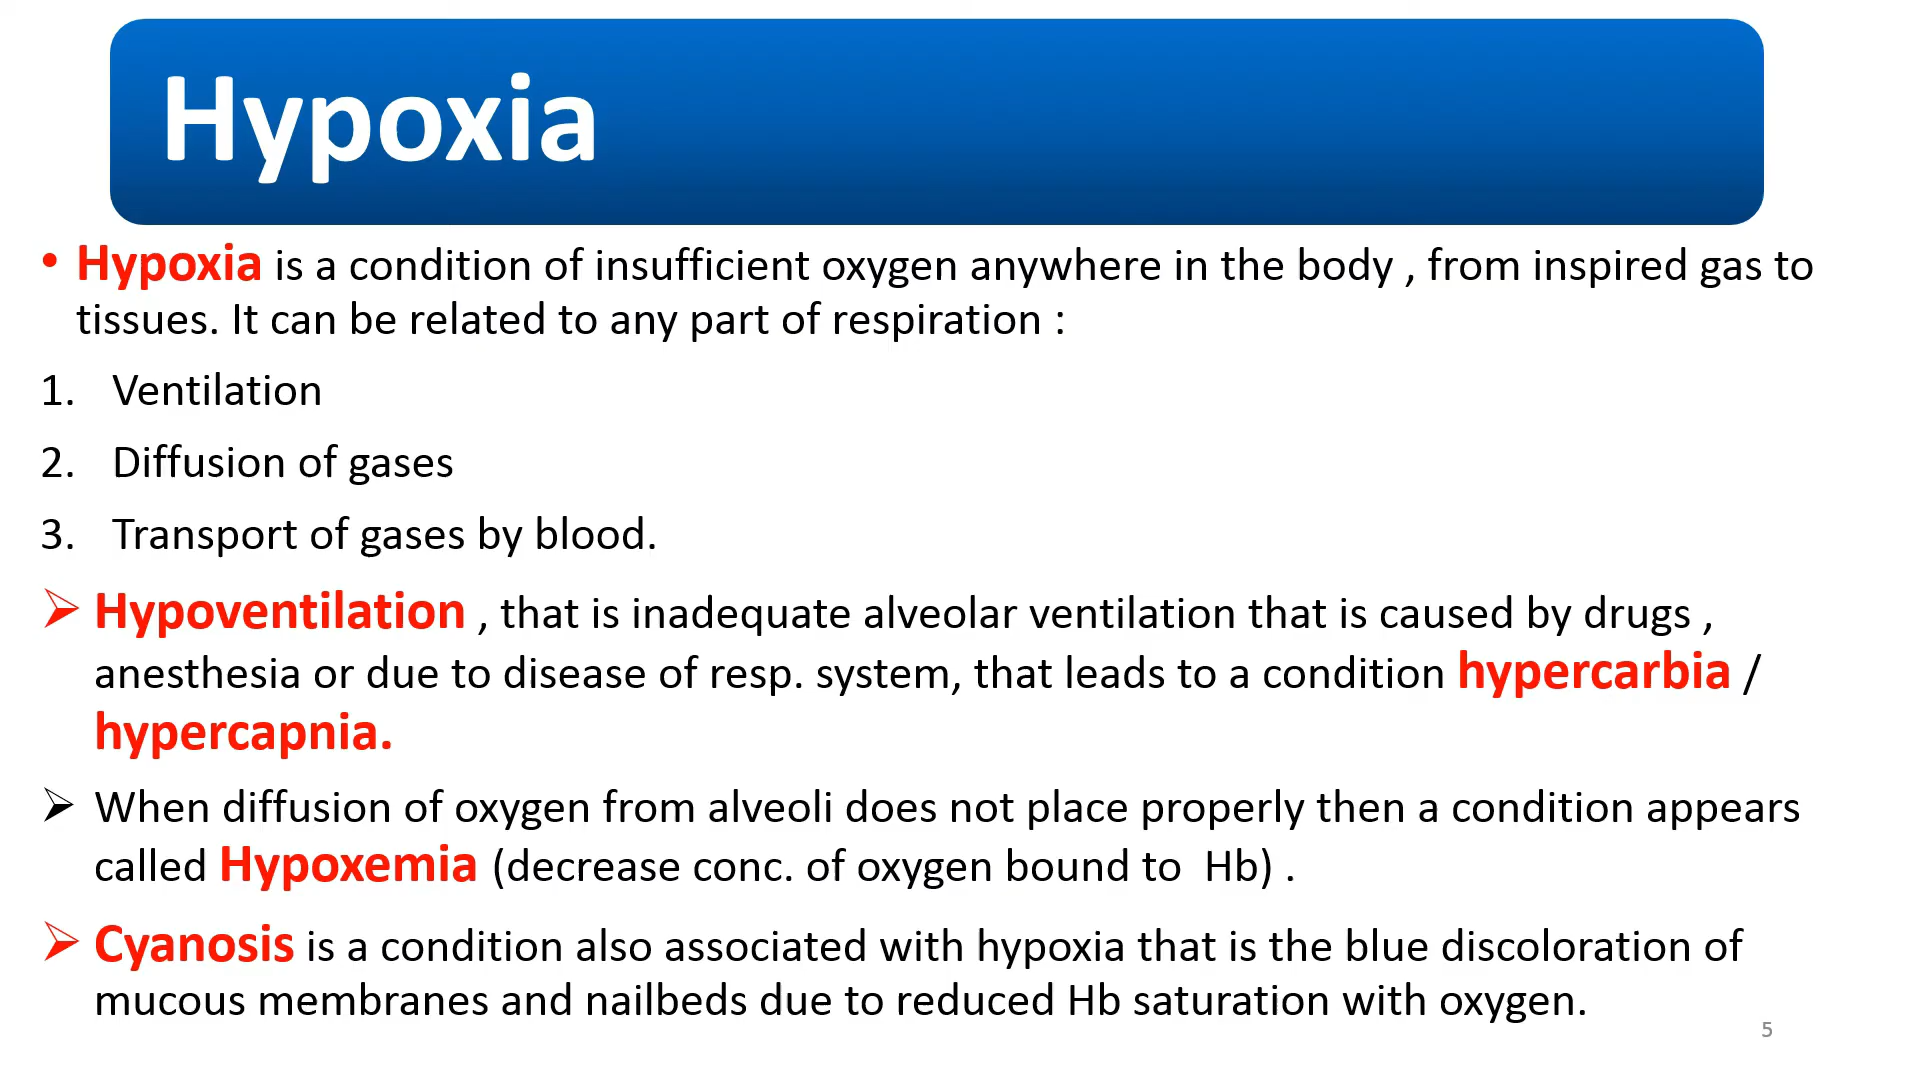 Hypoxia
• Hypoxia is a condition of insufficient oxygen anywhere in the body , from inspired gas to
tissues. It can be related to any part of respiration :
1. Ventilation
2. Diffusion of gases
3. Transport of gases by blood.
➢ Hypoventilation , that is inadequate alveolar ventilation that is caused by drugs ,
anesthesia or due to disease of resp. system, that leads to a condition hypercarbia /
hypercapnia.
➢ When diffusion of oxygen from alveoli does not place properly then a condition appears
called Hypoxemia (decrease conc. of oxygen bound to Hb) .
➢ Cyanosis is a condition also associated with hypoxia that is the blue discoloration of
mucous membranes and nailbeds due to reduced Hb saturation with oxygen.
5